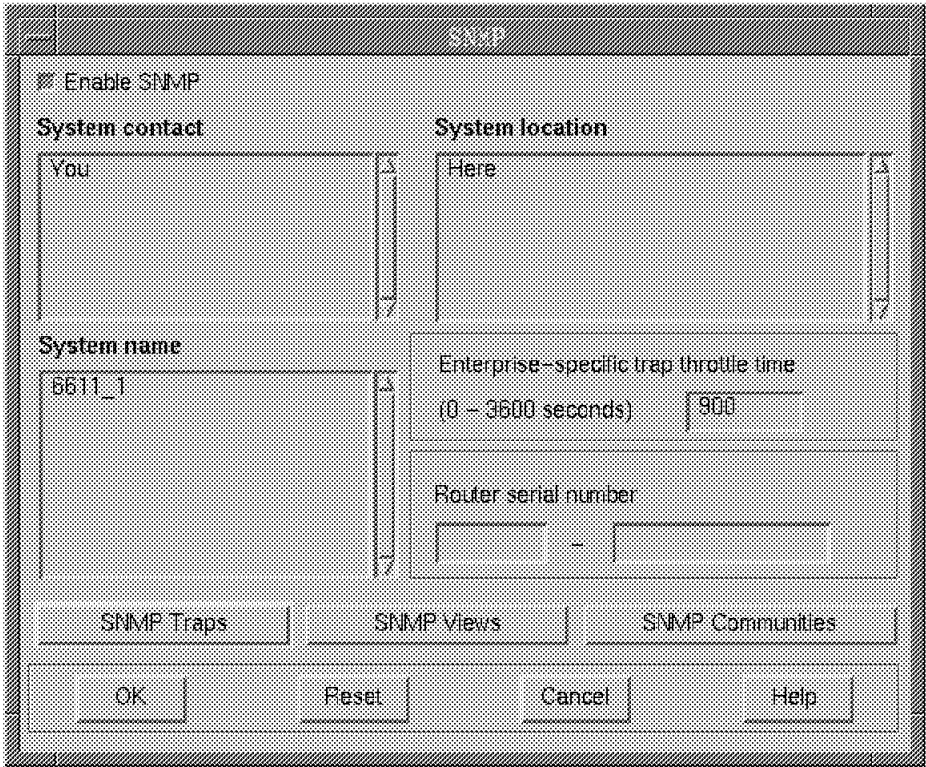 SNMP
Enable SNMP
System contact
System location
You
Here
System name
6611_1
Enterprise-specific trap throttle time
(0 - 3600 seconds)
900
Router serial number
-
SNMP Traps
SNMP Views
SNMP Communities
OK
Reset
Cancel
Help